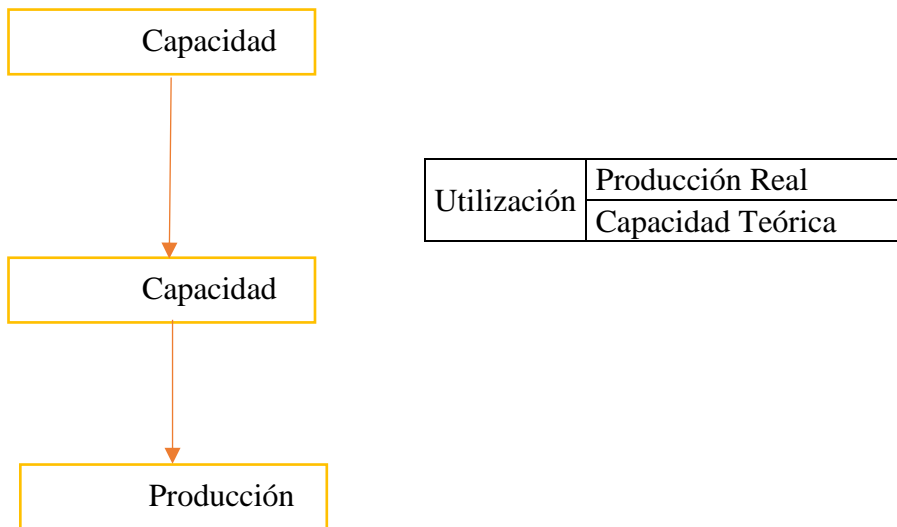 Capacidad
Utilización
Producción Real
Capacidad Teórica
Capacidad
Producción